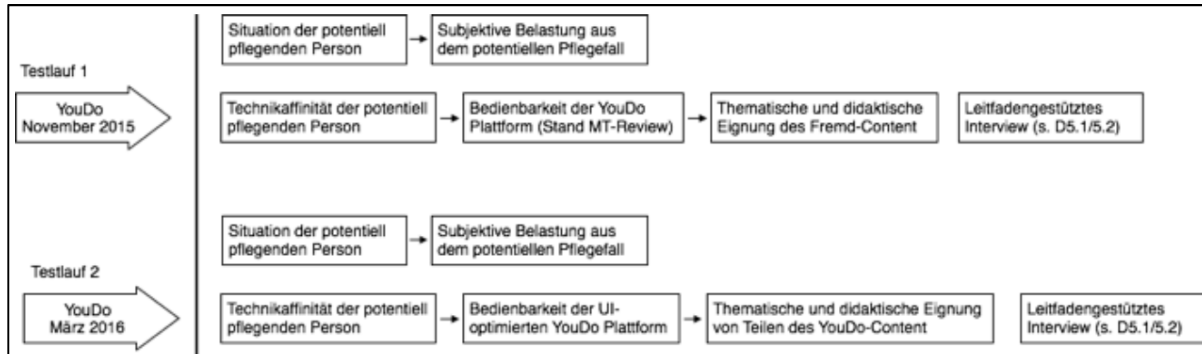 Situation der potentiell
pflegenden Person
Subjektive Belastung aus
dem potentiellen Pflegefall
Testlauf 1
YouDo
November 2015
Technikaffinität der potentiell
pflegenden Person
Bedienbarkeit der YouDo
Plattform (Stand MT-Review)
Thematische und didaktische
Eignung des Fremd-Content
Leitfadengestütztes
Interview (s. D5.1/5.2)
Situation der potentiell
pflegenden Person
Subjektive Belastung aus
dem potentiellen Pflegefall
Testlauf 2
YouDo
März 2016
Technikaffinität der potentiell
pflegenden Person
Bedienbarkeit der UI-
optimierten YouDo Plattform
Thematische und didaktische Eignung
von Teilen des YouDo-Content
Leitfadengestütztes
Interview (s. D5.1/5.2)